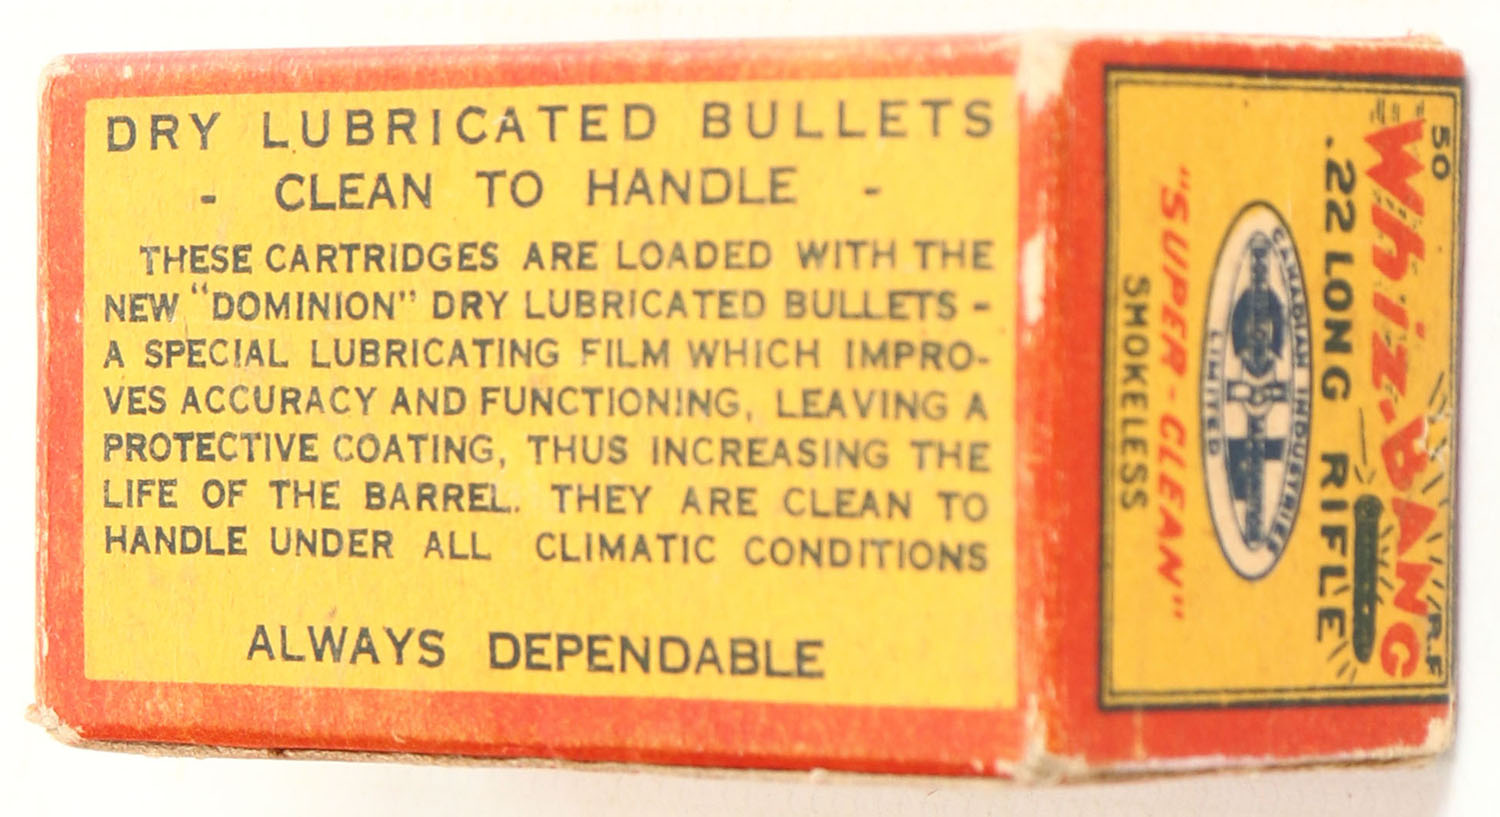 DRY LUBRICATED BULLETS
- CLEAN TO HANDLE -
THESE CARTRIDGES ARE LOADED WITH THE
NEW "DOMINION" DRY LUBRICATED BULLETS -
A SPECIAL LUBRICATING FILM WHICH IMPRO-
VES ACCURACY AND FUNCTIONING, LEAVING A
PROTECTIVE COATING, THUS INCREASING THE
LIFE OF THE BARREL. THEY ARE CLEAN TO
HANDLE UNDER ALL CLIMATIC CONDITIONS
ALWAYS DEPENDABLE
50 R.F
Whiz-BANG
.22 LONG RIFLE
CANADIAN INDUSTRIES
LIMITED
"SUPER-CLEAN"
SMOKELESS